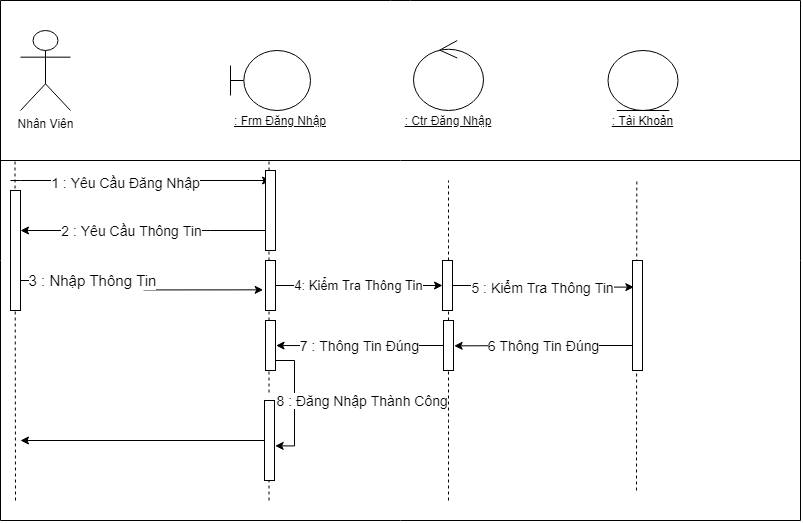 Nhân Viên
: Frm Đăng Nhập
: Ctr Đăng Nhập
: Tài Khoản
1 : Yêu Cầu Đăng Nhập
2 : Yêu Cầu Thông Tin
3 : Nhập Thông Tin
4: Kiểm Tra Thông Tin
5 : Kiểm Tra Thông Tin
7 : Thông Tin Đúng
6 Thông Tin Đúng
8 : Đăng Nhập Thành Công